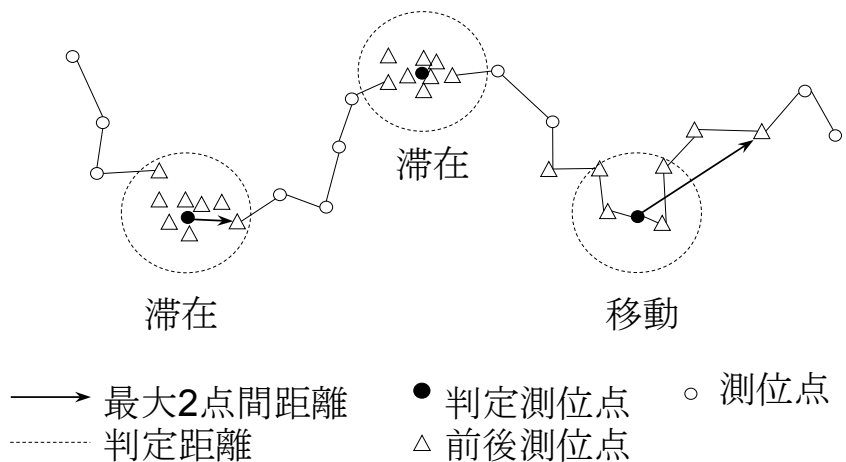 滞在
滞在
移動
最大2点間距離
判定測位点
測位点
判定距離
前後測位点